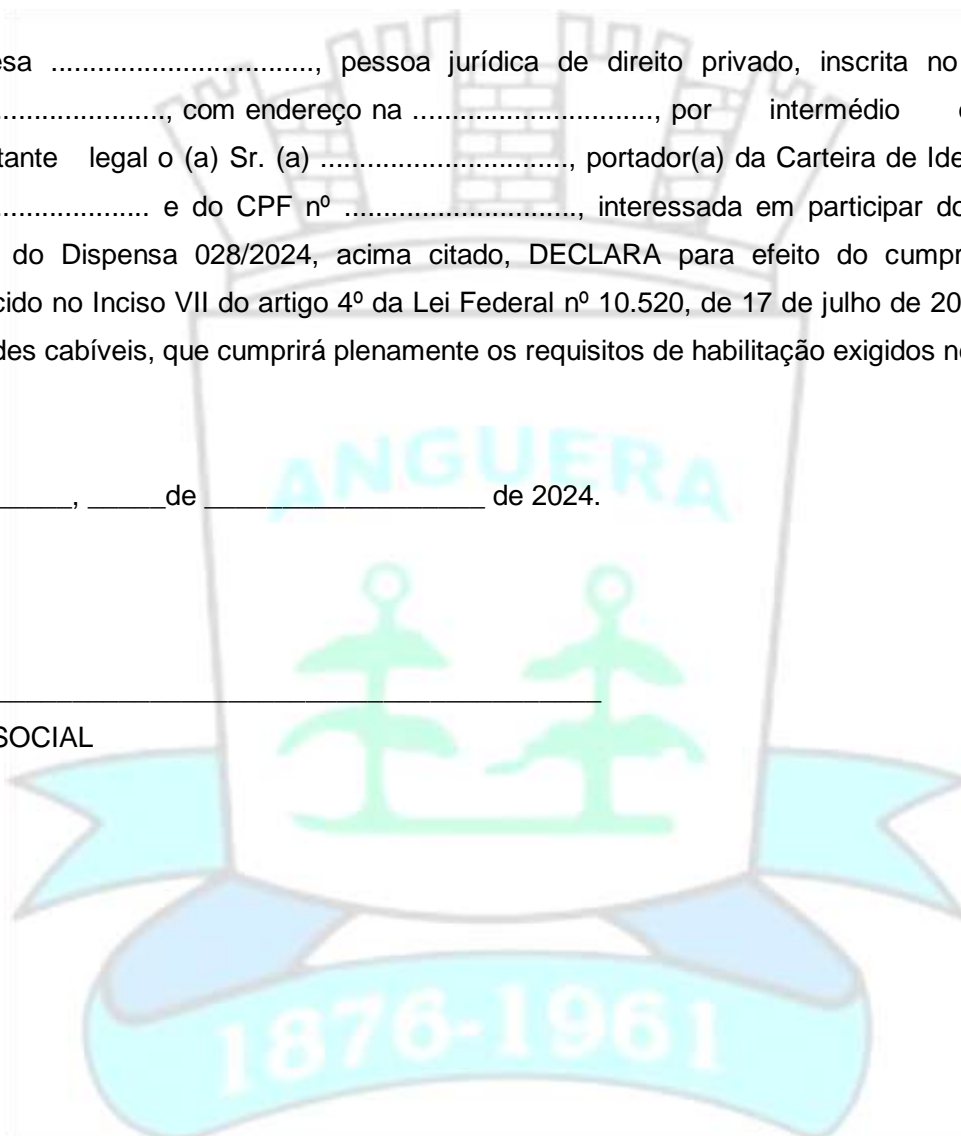 esa .................................., pessoa jurídica de direito privado, inscrita no
......................, com endereço na ..............................., por intermédio
tante legal o (a) Sr. (a) ................................, portador(a) da Carteira de Ide
.................... e do CPF nº .............................., interessada em participar do
do Dispensa 028/2024, acima citado, DECLARA para efeito do cumpr
cido no Inciso VII do artigo 4º da Lei Federal nº 10.520, de 17 de julho de 20
des cabíveis, que cumprirá plenamente os requisitos de habilitação exigidos n
ANGUERA
_____, _____de __________________ de 2024.
_______________________________________
SOCIAL
1876-1961